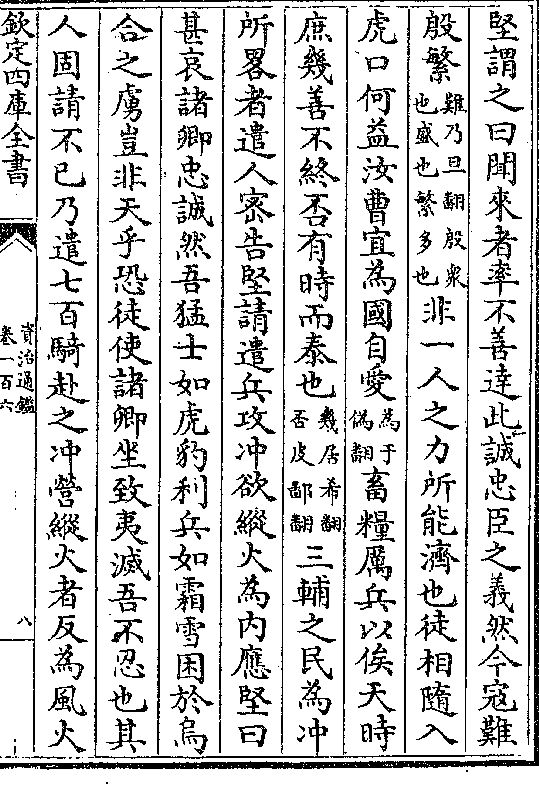 堅謂之曰聞來者率不善達此誠忠臣之義然今寇難
殷繁難乃旦翻殷衆也盛也繁多也非一人之力所能濟也徒相隨入
虎口何益汝曹宜為國自愛為于偽翻畜糧厲兵以俟天時
庶幾善不終否有時而泰也幾居希翻否皮鄙翻三輔之民為冲
所畧者遣人密告堅請遣兵攻冲欲縱火為内應堅曰
甚哀諸卿忠誠然吾猛士如虎豹利兵如霜雪困於烏
合之虜豈非天乎恐徒使諸卿坐致夷滅吾不忍也其
人固請不已乃遣七百騎赴之冲營縱火者反為風火
欽定四庫全書
資治通鑑
卷一百六
八